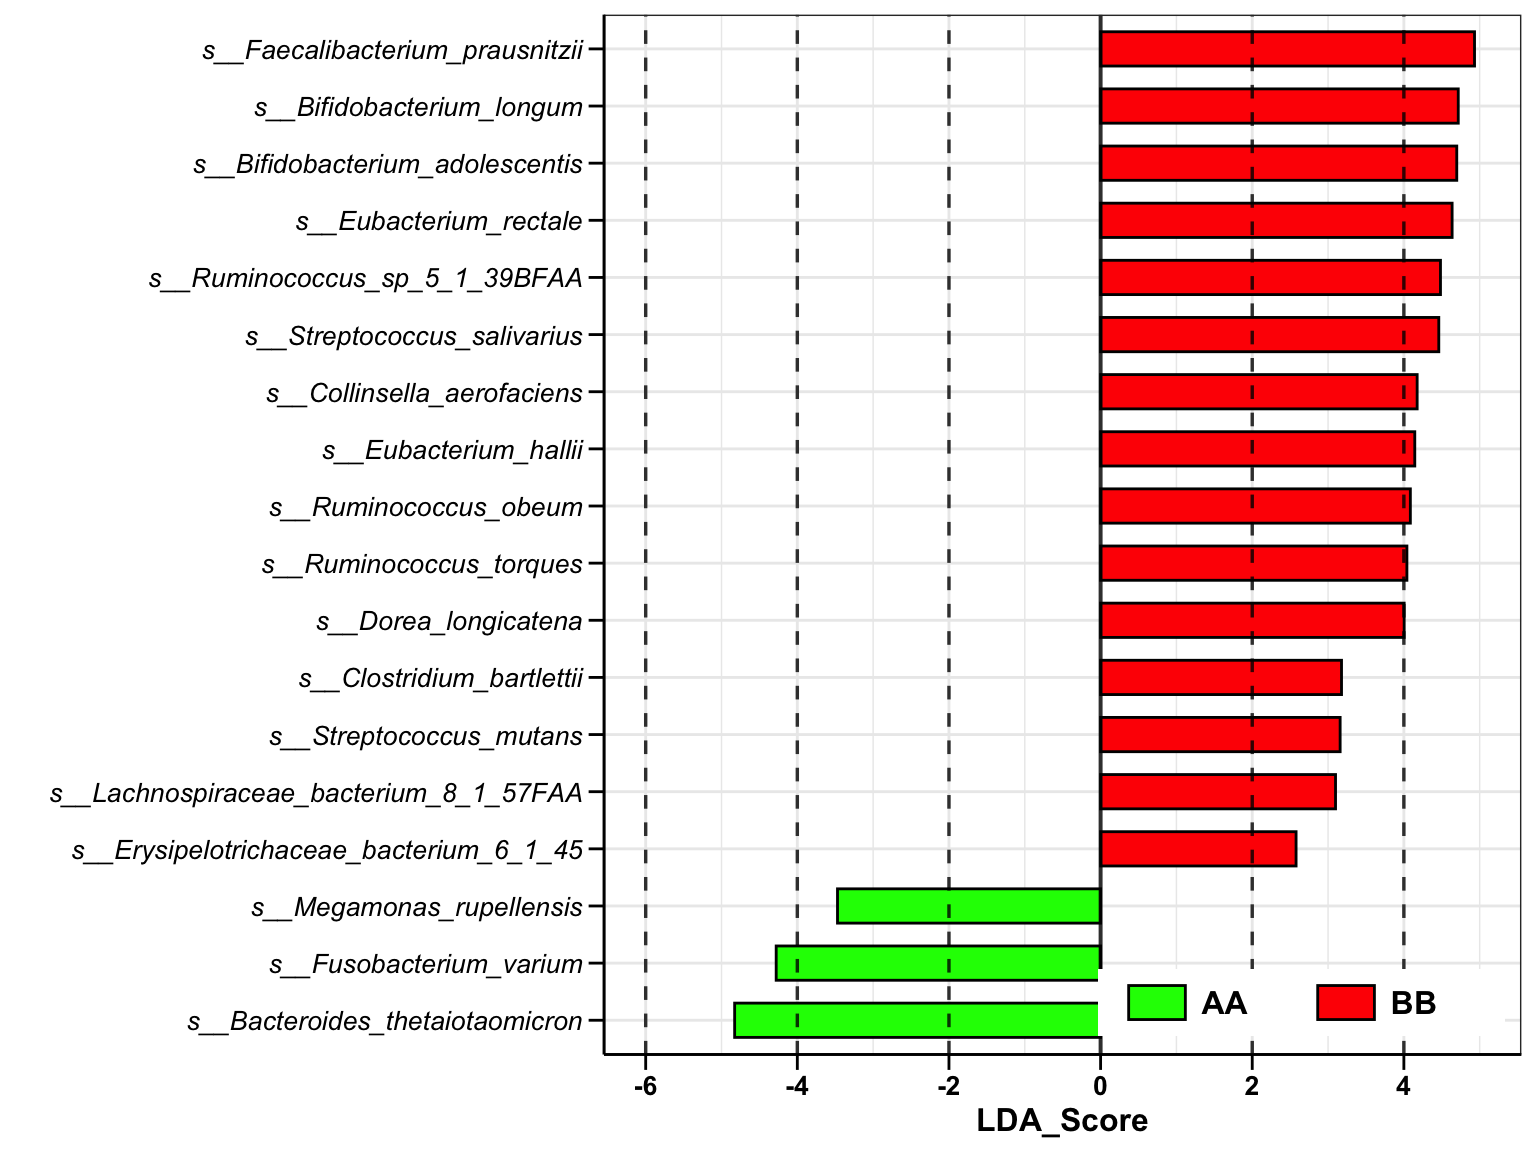 s__Faecalibacterium_prausnitzii
s__Bifidobacterium_longum
s__Bifidobacterium_adolescentis
s__Eubacterium_rectale
s__Ruminococcus_sp_5_1_39BFAA
s__Streptococcus_salivarius
s__Collinsella_aerofaciens
s__Eubacterium_hallii
s__Ruminococcus_obeum
s__Ruminococcus_torques
s__Dorea_longicatena
s__Clostridium_bartlettii
s__Streptococcus_mutans
s__Lachnospiraceae_bacterium_8_1_57FAA
s__Erysipelotrichaceae_bacterium_6_1_45
s__Megamonas_rupellensis
s__Fusobacterium_varium
s__Bacteroides_thetaiotaomicron
AA BB
-6 -4 -2 0 2 4
LDA_Score